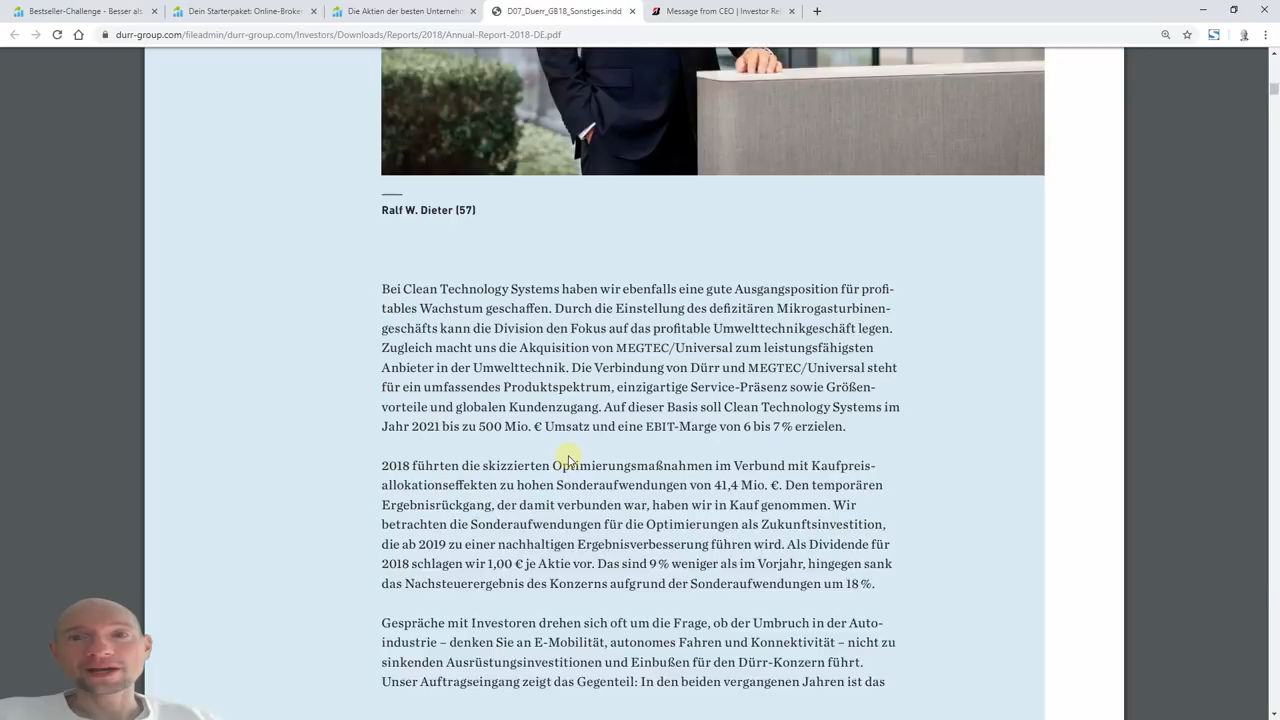 Bestseller-Challenge - Besser als
Dein Starterpaket: Online-Broker
Die Aktien der besten Unternehm
D07_Duerr_GB18_Sonstiges.indd
Message from CEO | Investor Re
durr-group.com/fileadmin/durr-group.com/Investors/Downloads/Reports/2018/Annual-Report-2018-DE.pdf
Ralf W. Dieter (57)
Bei Clean Technology Systems haben wir ebenfalls eine gute Ausgangsposition für profi-
tables Wachstum geschaffen. Durch die Einstellung des defizitären Mikrogasturbinen-
geschäfts kann die Division den Fokus auf das profitable Umwelttechnikgeschäft legen.
Zugleich macht uns die Akquisition von MEGTEC/Universal zum leistungsfähigsten
Anbieter in der Umwelttechnik. Die Verbindung von Dürr und MEGTEC/Universal steht
für ein umfassendes Produktspektrum, einzigartige Service-Präsenz sowie Größen-
vorteile und globalen Kundenzugang. Auf dieser Basis soll Clean Technology Systems im
Jahr 2021 bis zu 500 Mio. € Umsatz und eine EBIT-Marge von 6 bis 7 % erzielen.
2018 führten die skizzierten Optimierungsmaßnahmen im Verbund mit Kaufpreis-
allokationseffekten zu hohen Sonderaufwendungen von 41,4 Mio. €. Den temporären
Ergebnisrückgang, der damit verbunden war, haben wir in Kauf genommen. Wir
betrachten die Sonderaufwendungen für die Optimierungen als Zukunftsinvestition,
die ab 2019 zu einer nachhaltigen Ergebnisverbesserung führen wird. Als Dividende für
2018 schlagen wir 1,00 € je Aktie vor. Das sind 9 % weniger als im Vorjahr, hingegen sank
das Nachsteuerergebnis des Konzerns aufgrund der Sonderaufwendungen um 18 %.
Gespräche mit Investoren drehen sich oft um die Frage, ob der Umbruch in der Auto-
industrie – denken Sie an E-Mobilität, autonomes Fahren und Konnektivität – nicht zu
sinkenden Ausrüstungsinvestitionen und Einbußen für den Dürr-Konzern führt.
Unser Auftragseingang zeigt das Gegenteil: In den beiden vergangenen Jahren ist das